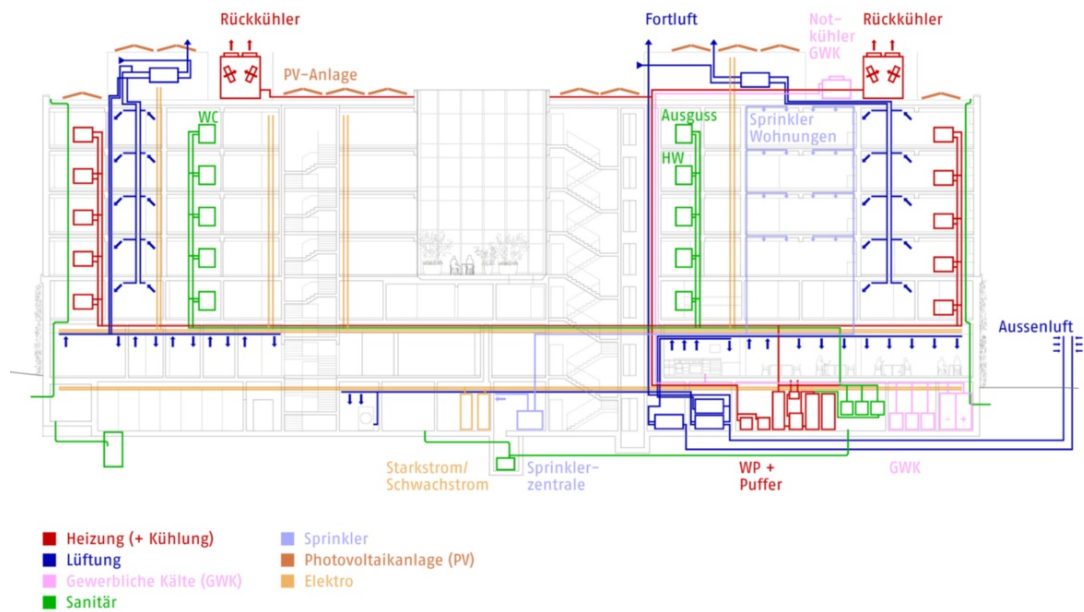 Rückkühler
Fortluft
Not-
kühler
GWK
Rückkühler
PV-Anlage
WC
Ausguss
Sprinkler
Wohnungen
HW
Aussenluft
Starkstrom/
Schwachstrom
Sprinkler-
zentrale
WP +
Puffer
GWK
Heizung (+ Kühlung)
Lüftung
Gewerbliche Kälte (GWK)
Sanitär
Sprinkler
Photovoltaikanlage (PV)
Elektro